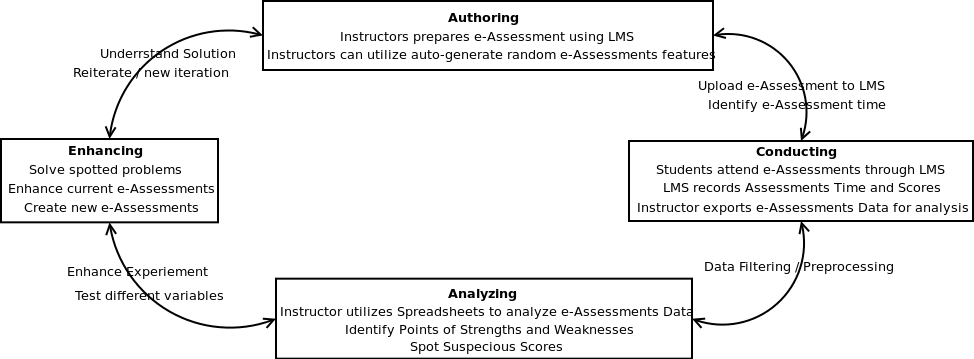 Authoring
Instructors prepares e-Assessment using LMS
Instructors can utilize auto-generate random e-Assessments features
Underrstand Solution
Reiterate / new iteration
Upload e-Assessment to LMS
Identify e-Assessment time
Enhancing
Solve spotted problems
Enhance current e-Assessments
Create new e-Assessments
Conducting
Students attend e-Assessments through LMS
LMS records Assessments Time and Scores
Instructor exports e-Assessments Data for analysis
Enhance Experiement
Test different variables
Data Filtering / Preprocessing
Analyzing
Instructor utilizes Spreadsheets to analyze e-Assessments Data
Identify Points of Strengths and Weaknesses
Spot Suspicious Scores